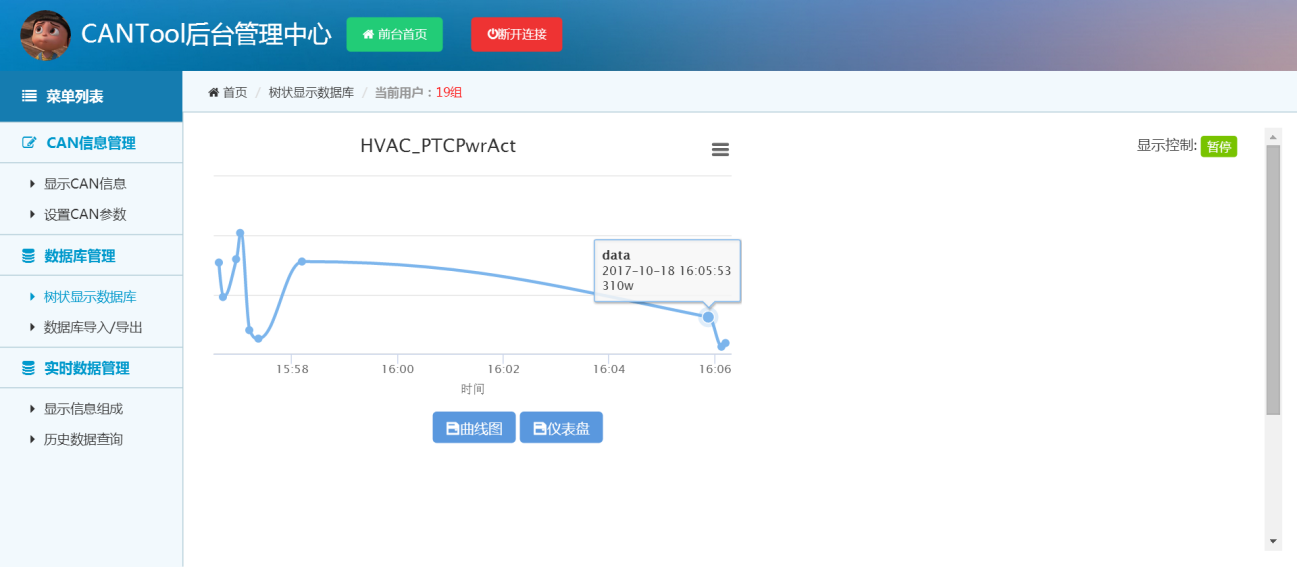 CANTool后台管理中心 前台首页 断开连接
菜单列表
首页 / 树状显示数据库 / 当前用户：19组
CAN信息管理
显示CAN信息
设置CAN参数
数据库管理
树状显示数据库
数据库导入/导出
实时数据管理
显示信息组成
历史数据查询
HVAC_PTCPwrAct
显示控制: 暂停
data
2017-10-18 16:05:53
310w
15:58 16:00 16:02 16:04 16:06
时间
曲线图 仪表盘